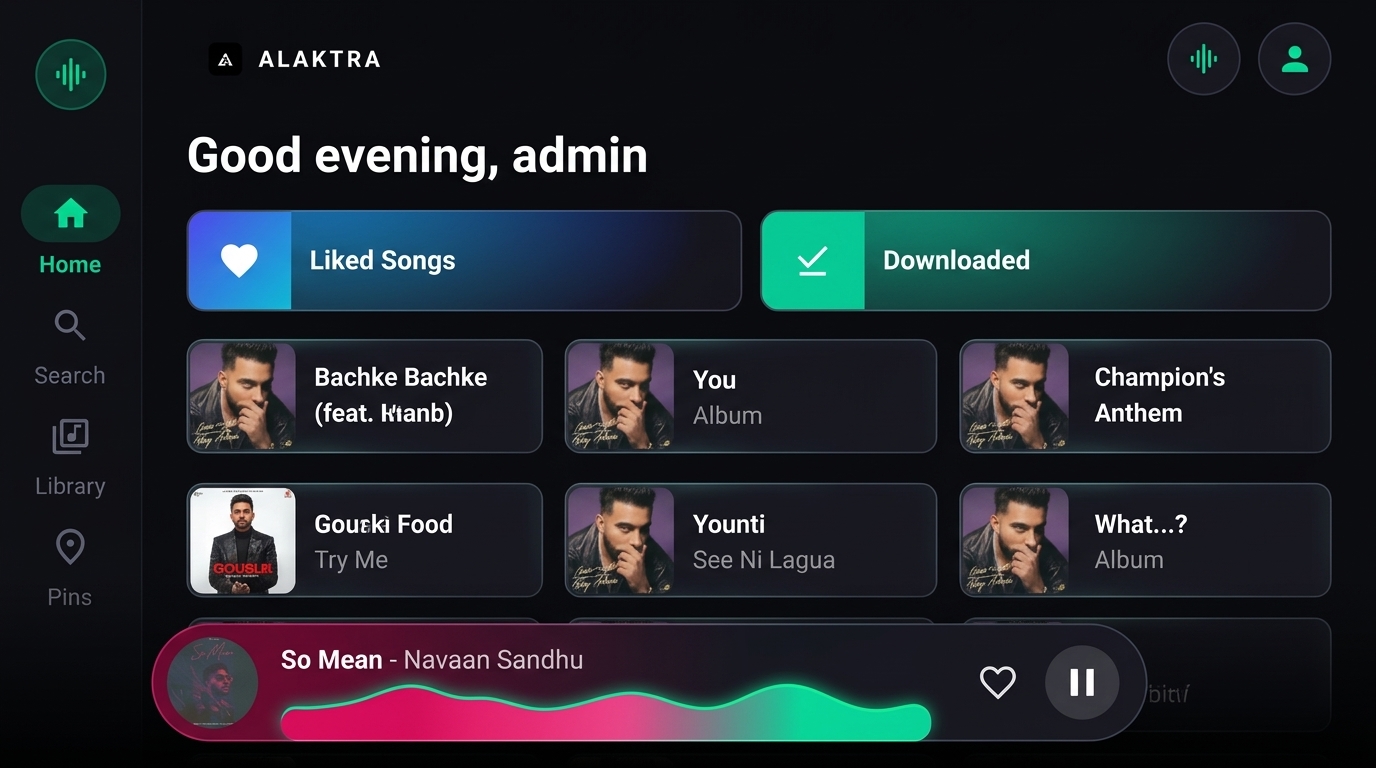 ALAKTRA
Good evening, admin
Home
Search
Library
Pins
Liked Songs
Downloaded
Bachke Bachke
(feat.
You
Album
Champion's
Anthem
Food
Try Me
Younti
See Ni Lagua
What...?
Album
So Mean - Navaan Sandhu